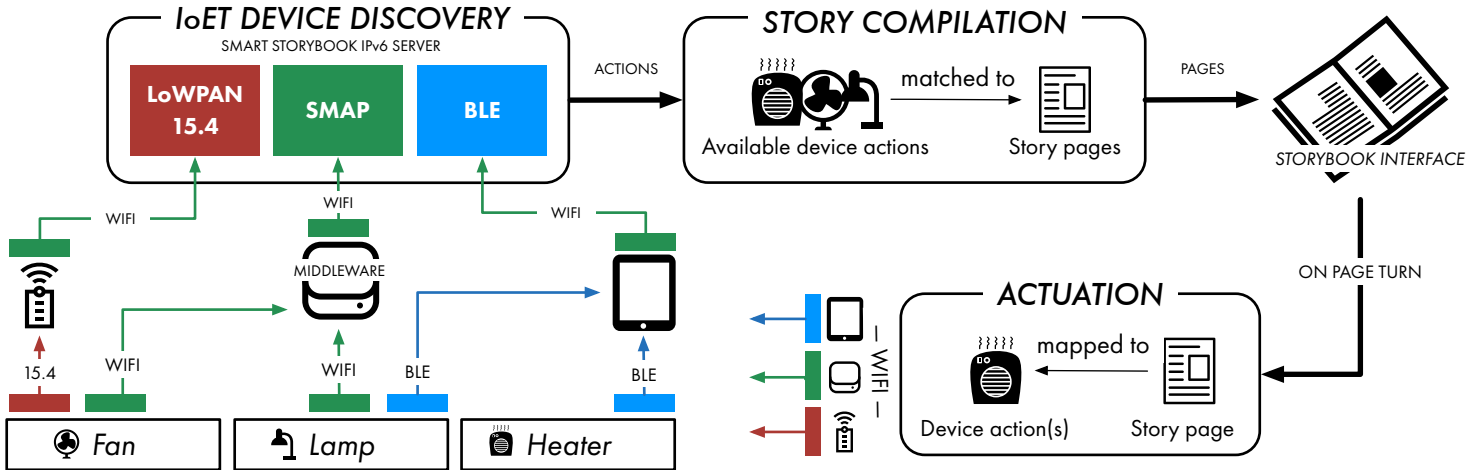 IoET DEVICE DISCOVERY
SMART STORYBOOK IPv6 SERVER
LoWPAN
15.4
SMAP
BLE
ACTIONS
STORY COMPILATION
matched to
Available device actions
Story pages
PAGES
STORYBOOK INTERFACE
WIFI
WIFI
WIFI
MIDDLEWARE
15.4
WIFI
WIFI
BLE
BLE
Fan
Lamp
Heater
ON PAGE TURN
ACTUATION
mapped to
Device action(s)
Story page
— WIFI —